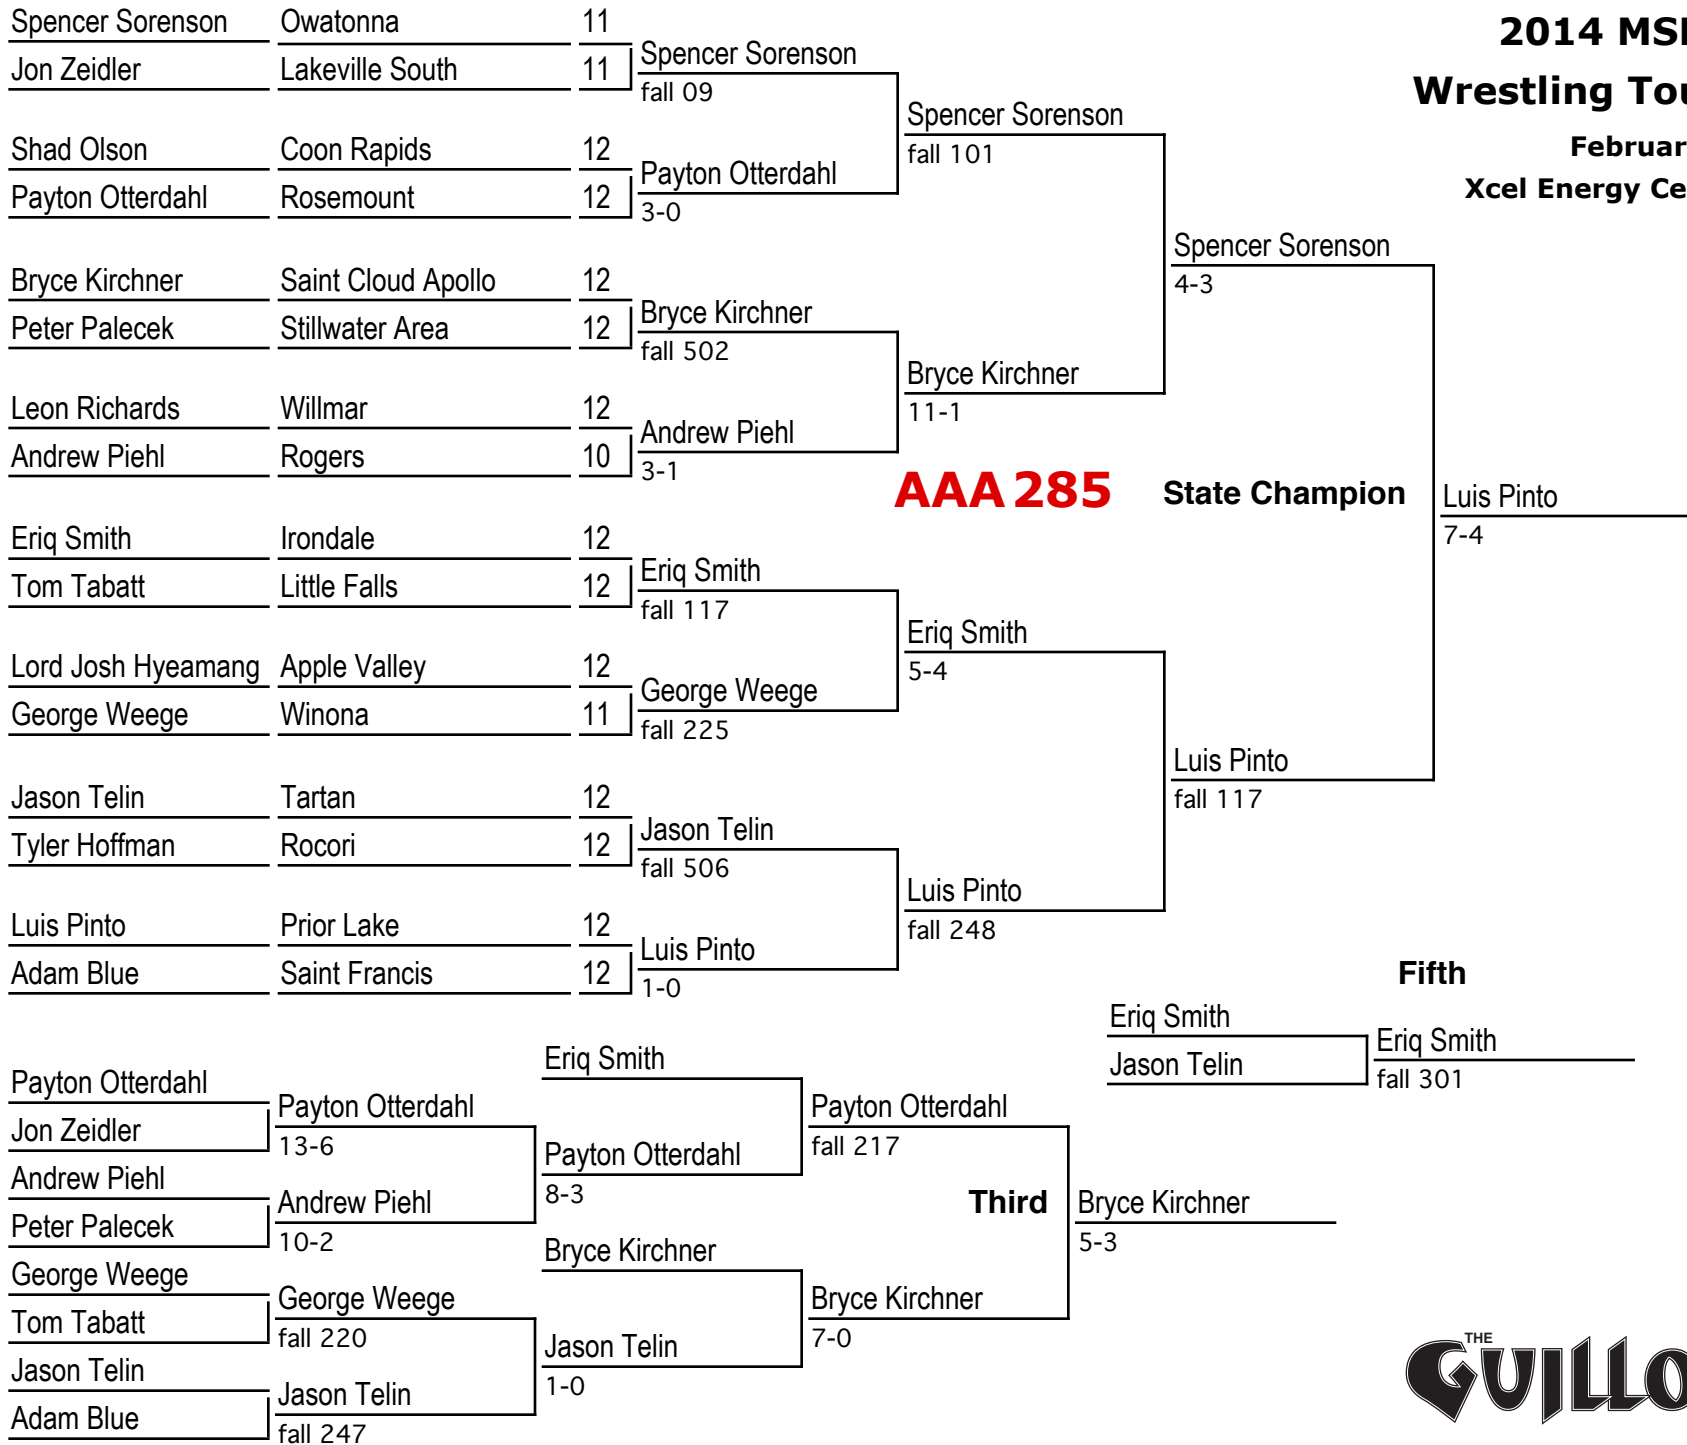 2014 MSH
Wrestling Tou
Februar
Xcel Energy Ce
Spencer Sorenson Owatonna 11
Jon Zeidler Lakeville South 11
Shad Olson Coon Rapids 12
Payton Otterdahl Rosemount 12
Bryce Kirchner Saint Cloud Apollo 12
Peter Palecek Stillwater Area 12
Leon Richards Willmar 12
Andrew Piehl Rogers 10
Eriq Smith Irondale 12
Tom Tabatt Little Falls 12
Lord Josh Hyeamang Apple Valley 12
George Weege Winona 11
Jason Telin Tartan 12
Tyler Hoffman Rocori 12
Luis Pinto Prior Lake 12
Adam Blue Saint Francis 12
Spencer Sorenson
fall 09
Payton Otterdahl
3-0
Bryce Kirchner
fall 502
Andrew Piehl
3-1
Eriq Smith
fall 117
George Weege
fall 225
Jason Telin
fall 506
Luis Pinto
1-0
Spencer Sorenson
fall 101
Bryce Kirchner
11-1
Eriq Smith
5-4
Luis Pinto
fall 248
Spencer Sorenson
4-3
Luis Pinto
fall 117
AAA 285
State Champion
Luis Pinto
7-4
Fifth
Eriq Smith
Jason Telin
Eriq Smith
fall 301
Payton Otterdahl
Jon Zeidler
Andrew Piehl
Peter Palecek
George Weege
Tom Tabatt
Jason Telin
Adam Blue
Payton Otterdahl
13-6
Andrew Piehl
10-2
George Weege
fall 220
Jason Telin
fall 247
Eriq Smith
Payton Otterdahl
8-3
Bryce Kirchner
Jason Telin
1-0
Payton Otterdahl
fall 217
Bryce Kirchner
7-0
Third
Bryce Kirchner
5-3
THE
GUILLO